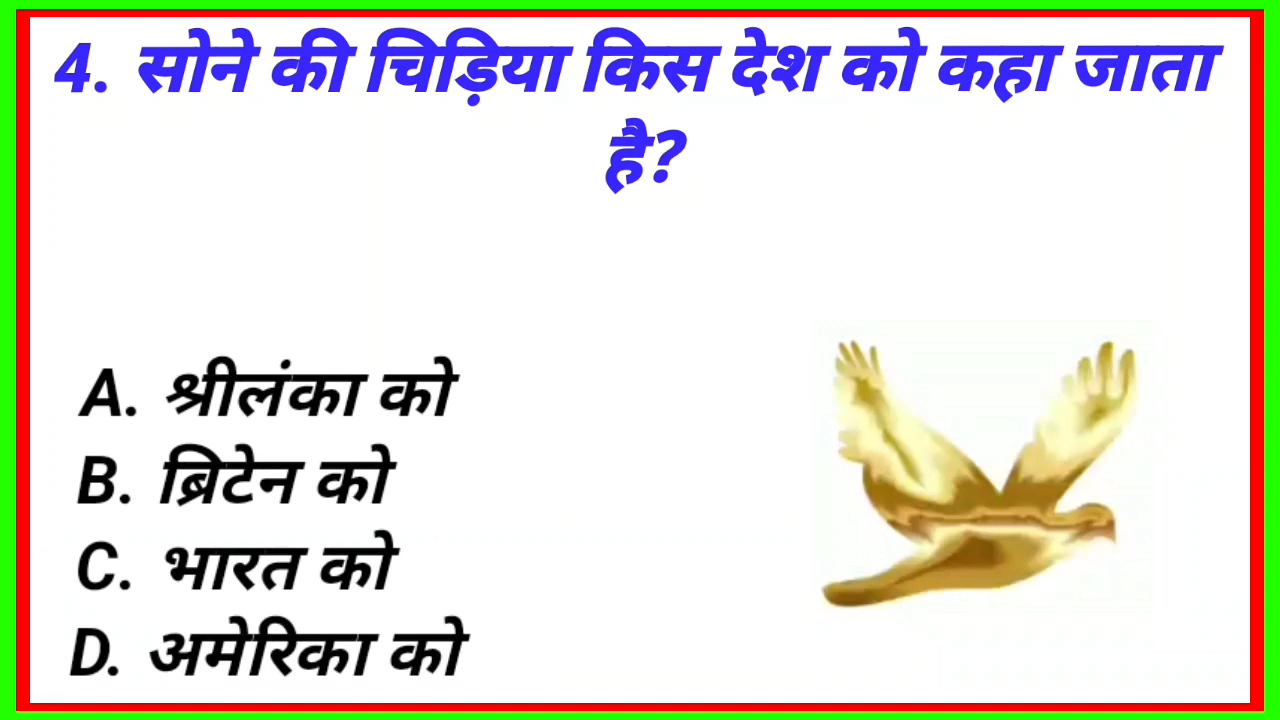 4. सोने की चिड़िया किस देश को कहा जाता
है?
A. श्रीलंका को
B. ब्रिटेन को
C. भारत को
D. अमेरिका को